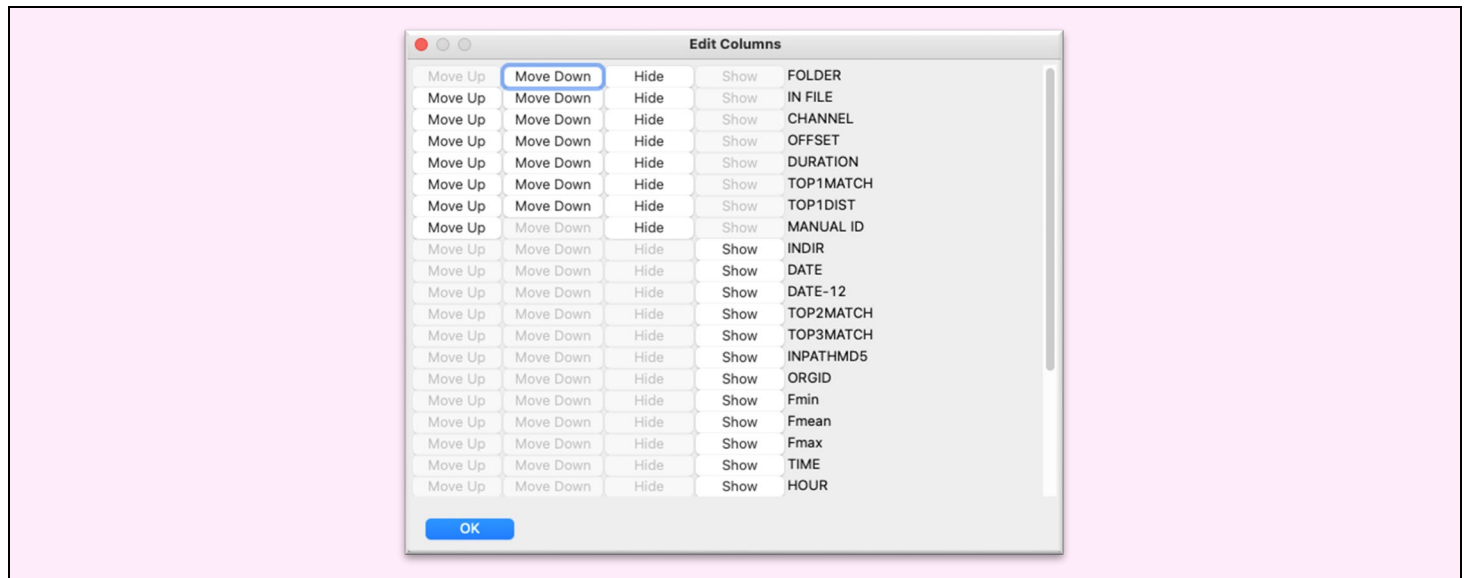 Edit Columns
Move Up Move Down Hide Show FOLDER
Move Up Move Down Hide Show IN FILE
Move Up Move Down Hide Show CHANNEL
Move Up Move Down Hide Show OFFSET
Move Up Move Down Hide Show DURATION
Move Up Move Down Hide Show TOP1MATCH
Move Up Move Down Hide Show TOP1DIST
Move Up Move Down Hide Show MANUAL ID
Move Up Move Down Hide Show INDIR
Move Up Move Down Hide Show DATE
Move Up Move Down Hide Show DATE-12
Move Up Move Down Hide Show TOP2MATCH
Move Up Move Down Hide Show TOP3MATCH
Move Up Move Down Hide Show INPATHMD5
Move Up Move Down Hide Show ORGID
Move Up Move Down Hide Show Fmin
Move Up Move Down Hide Show Fmean
Move Up Move Down Hide Show Fmax
Move Up Move Down Hide Show TIME
Move Up Move Down Hide Show HOUR
OK